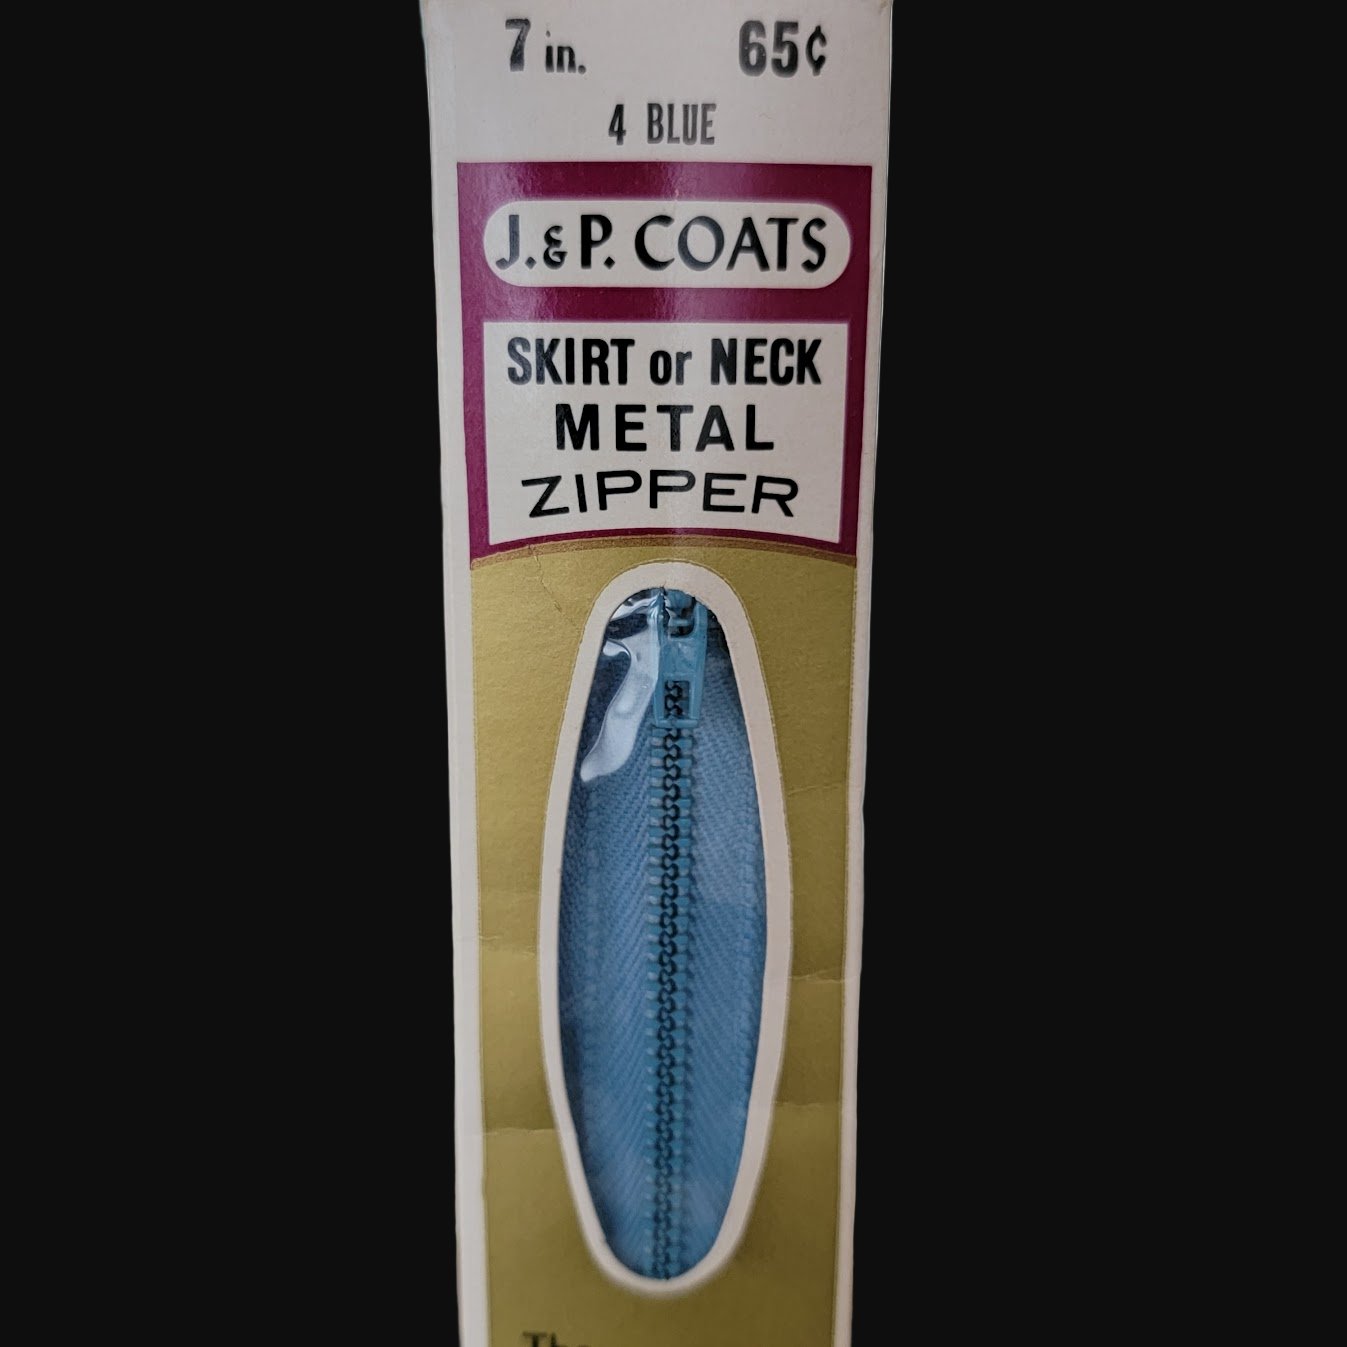 7 in. 65¢
4 BLUE
J. & P. COATS
SKIRT or NECK
METAL
ZIPPER